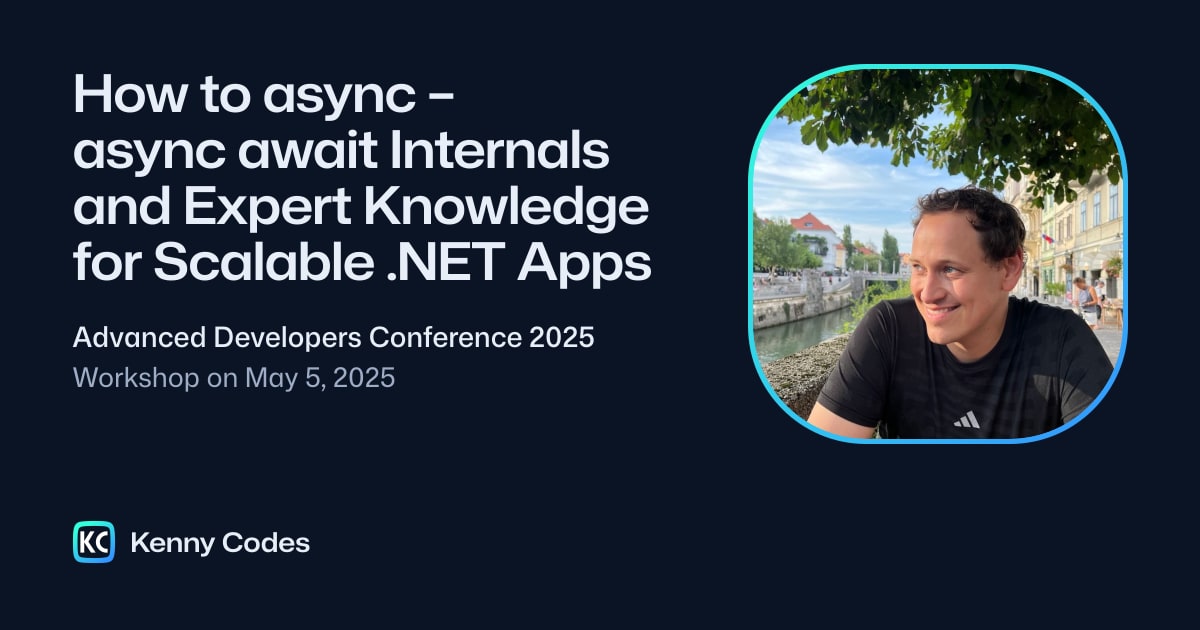 How to async –
async await Internals
and Expert Knowledge
for Scalable .NET Apps
Advanced Developers Conference 2025
Workshop on May 5, 2025
KC Kenny Codes